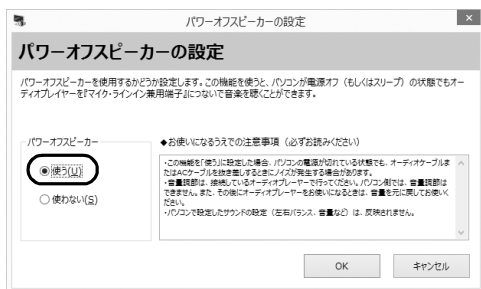 パワーオフスピーカーの設定
パワーオフスピーカーの設定
パワーオフスピーカーを使用するかどうか設定します。この機能を使うと、パソコンが電源オフ（もしくはスリープ）の状態でもオー
ディオプレイヤーを『マイク・ラインイン兼用端子』につないで音楽を聴くことができます。
パワーオフスピーカー
使う(U)
使わない(S)
◆お使いになるうえでの注意事項（必ずお読みください）
・この機能を「使う」に設定した場合、パソコンの電源が切れている状態でも、オーディオケーブルま
たはACケーブルを抜き差しするときにノイズが発生する場合があります。
・音量調節は、接続しているオーディオプレーヤーで行ってください。パソコン側では、音量調節は
できません。また、その後にオーディオプレーヤーをお使いになるときは、音量を元に戻してお使いく
ださい。
・パソコンで設定したサウンドの設定（左右バランス、音量など）は、反映されません。
OK
キャンセル